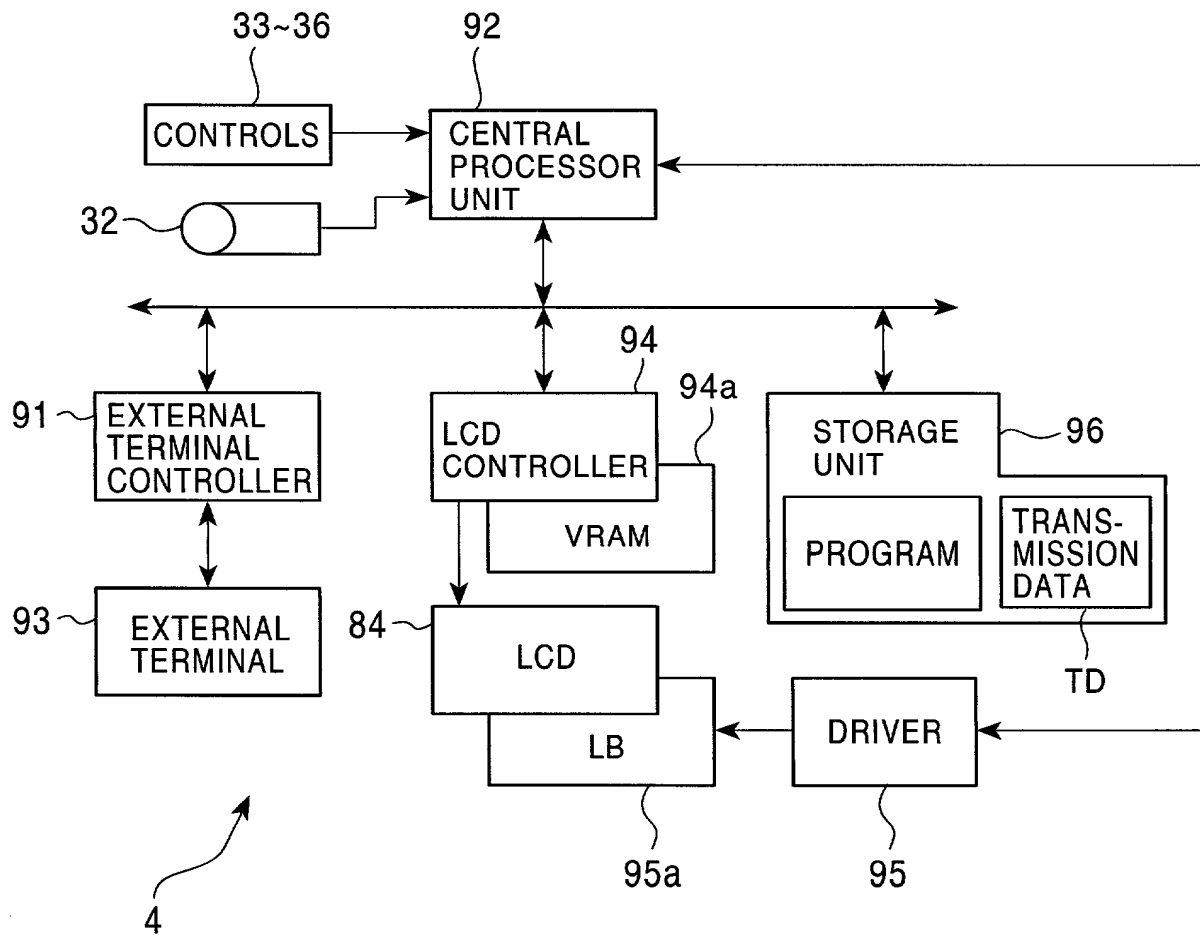 33~36
92
CONTROLS
CENTRAL
PROCESSOR
UNIT
32
94
94a
91
EXTERNAL
TERMINAL
CONTROLLER
LCD
CONTROLLER
VRAM
STORAGE
UNIT
96
PROGRAM
TRANS-
MISSION
DATA
93
EXTERNAL
TERMINAL
84
LCD
TD
LB
DRIVER
95a
95
4